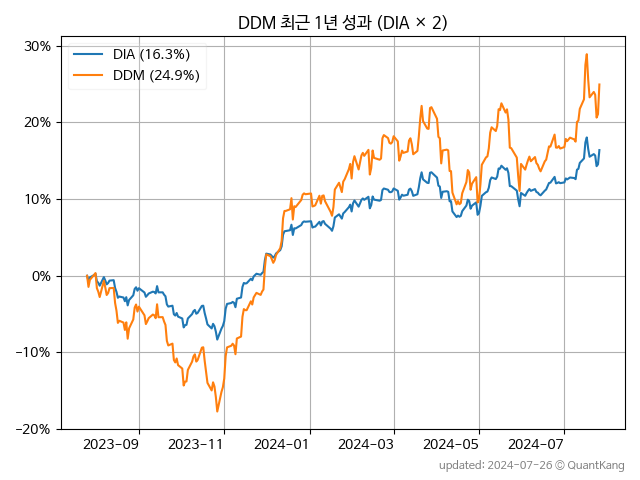 DDM 최근 1년 성과 (DIA × 2)
DIA (16.3%)
DDM (24.9%)
30%
20%
10%
0%
−10%
−20%
2023−09 2023−11 2024−01 2024−03 2024−05 2024−07
updated: 2024-07-26 © QuantKang